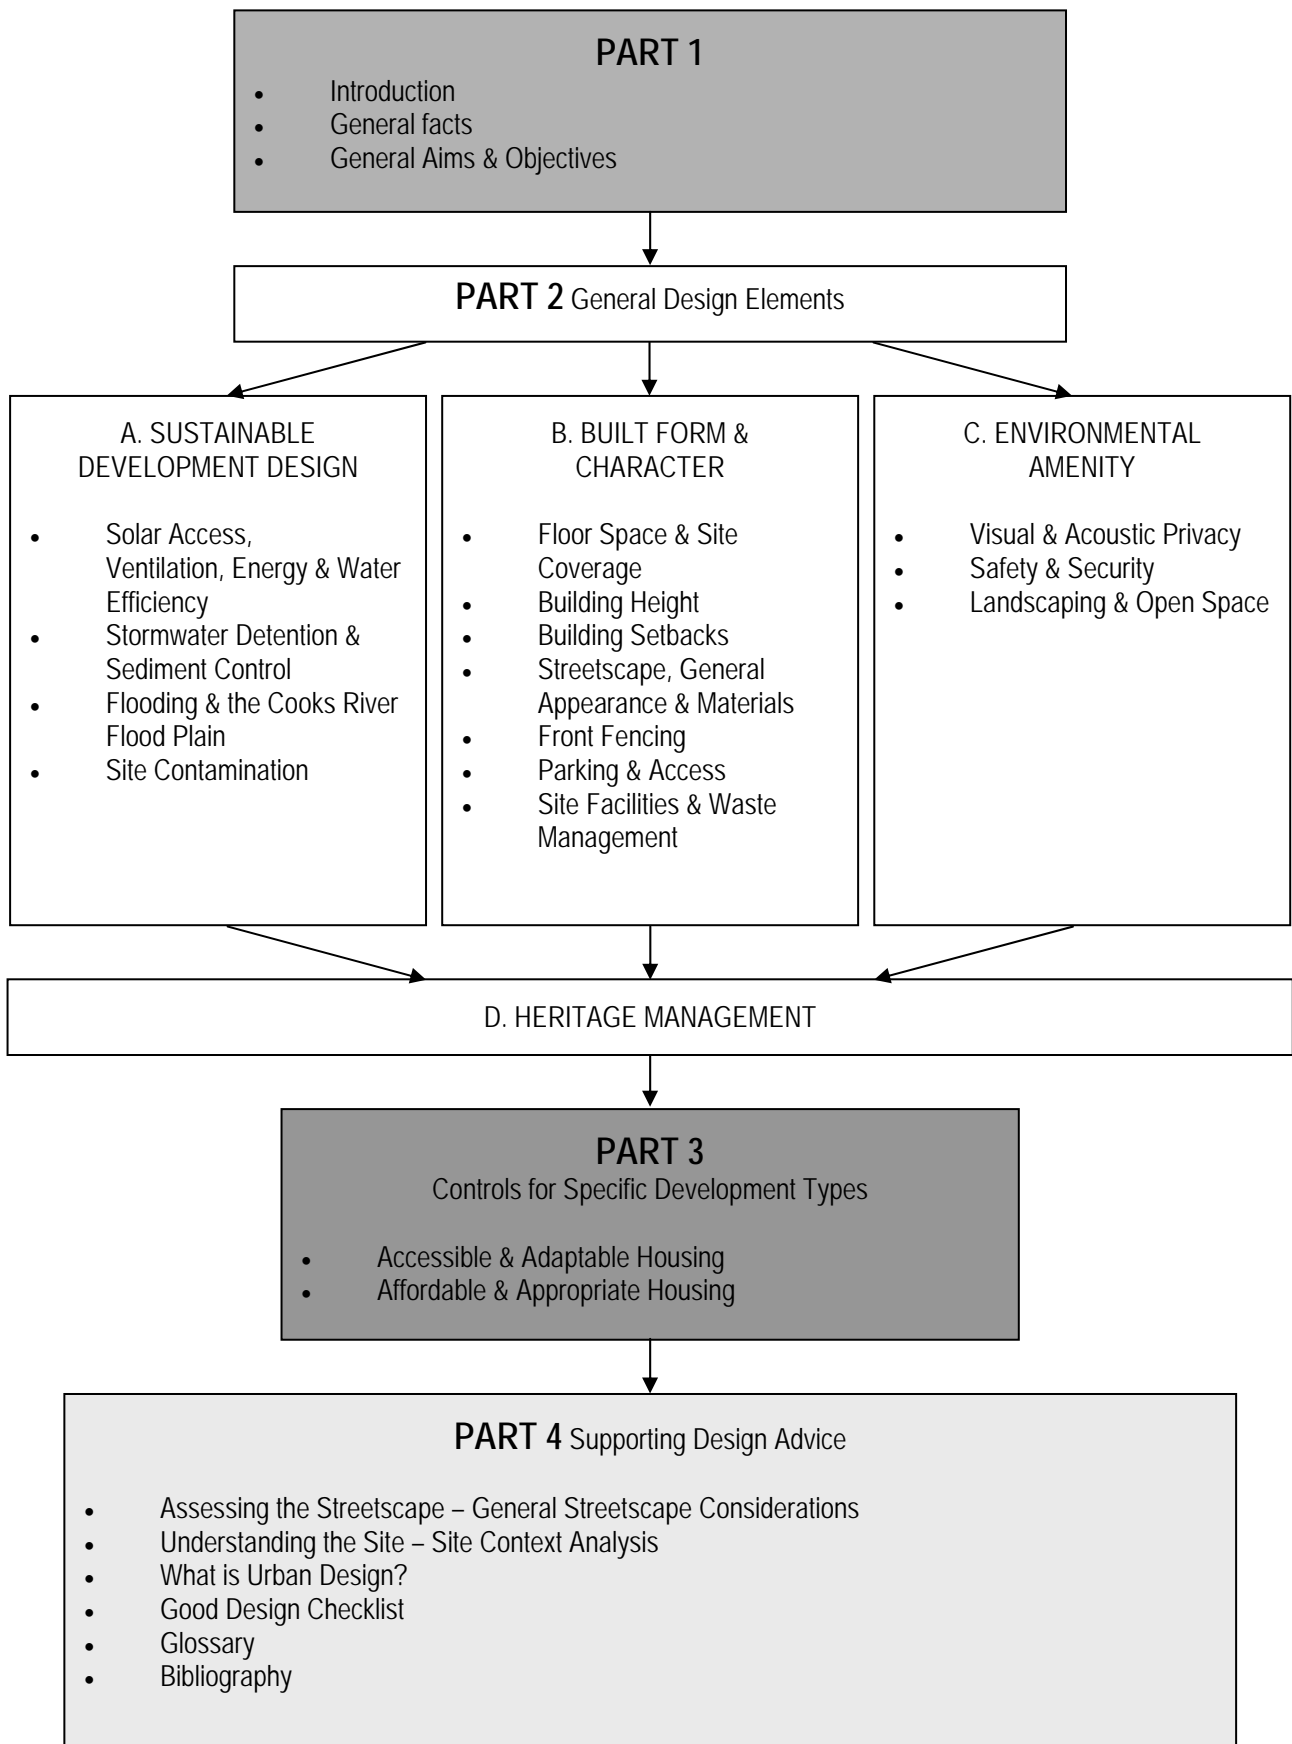 PART 1
• Introduction
• General facts
• General Aims & Objectives
PART 2 General Design Elements
A. SUSTAINABLE
DEVELOPMENT DESIGN
• Solar Access,
Ventilation, Energy & Water
Efficiency
• Stormwater Detention &
Sediment Control
• Flooding & the Cooks River
Flood Plain
• Site Contamination
B. BUILT FORM &
CHARACTER
• Floor Space & Site
Coverage
• Building Height
• Building Setbacks
• Streetscape, General
Appearance & Materials
• Front Fencing
• Parking & Access
• Site Facilities & Waste
Management
C. ENVIRONMENTAL
AMENITY
• Visual & Acoustic Privacy
• Safety & Security
• Landscaping & Open Space
D. HERITAGE MANAGEMENT
PART 3
Controls for Specific Development Types
• Accessible & Adaptable Housing
• Affordable & Appropriate Housing
PART 4 Supporting Design Advice
• Assessing the Streetscape – General Streetscape Considerations
• Understanding the Site – Site Context Analysis
• What is Urban Design?
• Good Design Checklist
• Glossary
• Bibliography